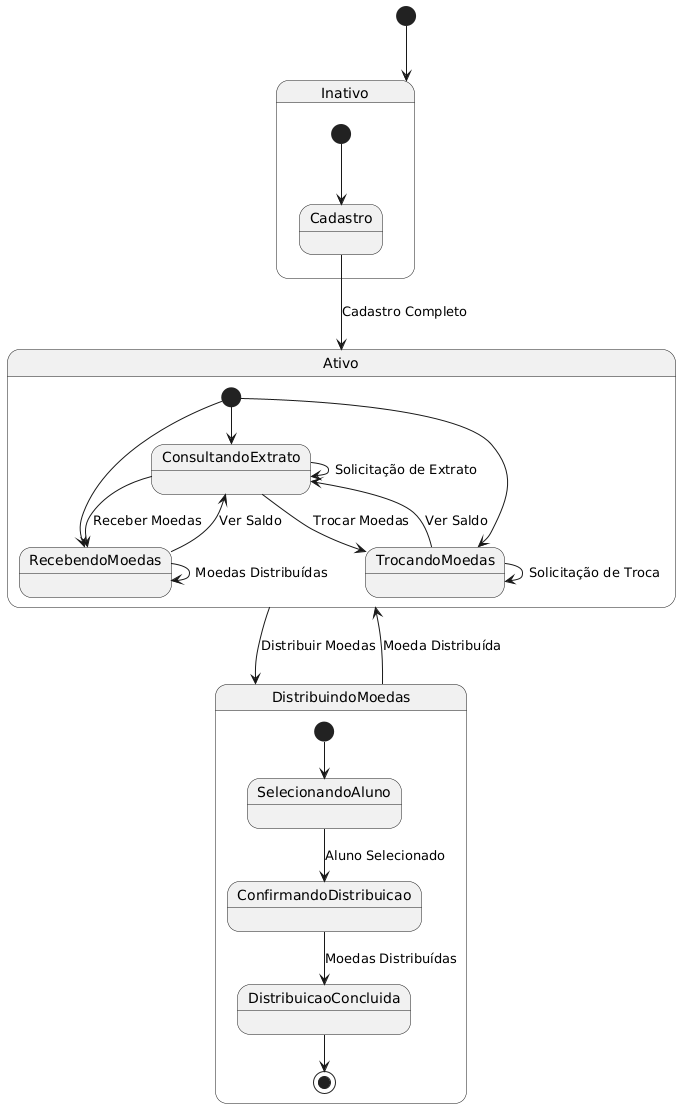 Inativo
Cadastro
Cadastro Completo
Ativo
ConsultandoExtrato
Solicitação de Extrato
Receber Moedas
Ver Saldo
Trocar Moedas
Ver Saldo
RecebendoMoedas
Moedas Distribuídas
TrocandoMoedas
Solicitação de Troca
Distribuir Moedas
Moeda Distribuída
DistribuindoMoedas
SelecionandoAluno
Aluno Selecionado
ConfirmandoDistribuicao
Moedas Distribuídas
DistribuicaoConcluida